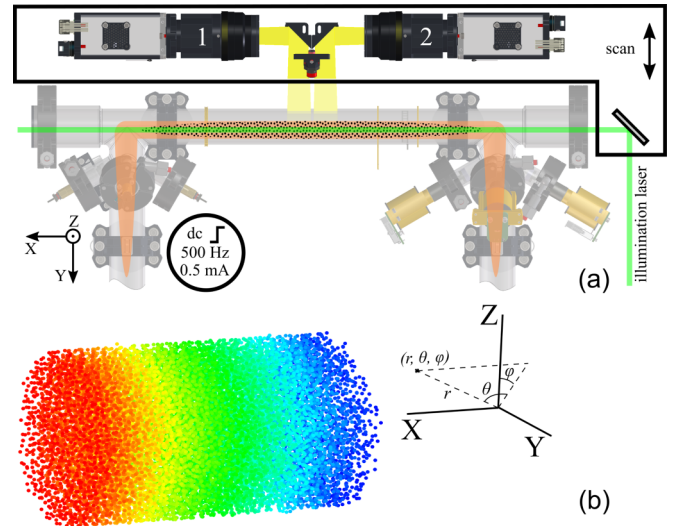 1
2
scan
dc
500 Hz
0.5 mA
X
Z
Y
illumination laser
(a)
(r, θ, φ)
Z
φ
θ
r
X
Y
(b)